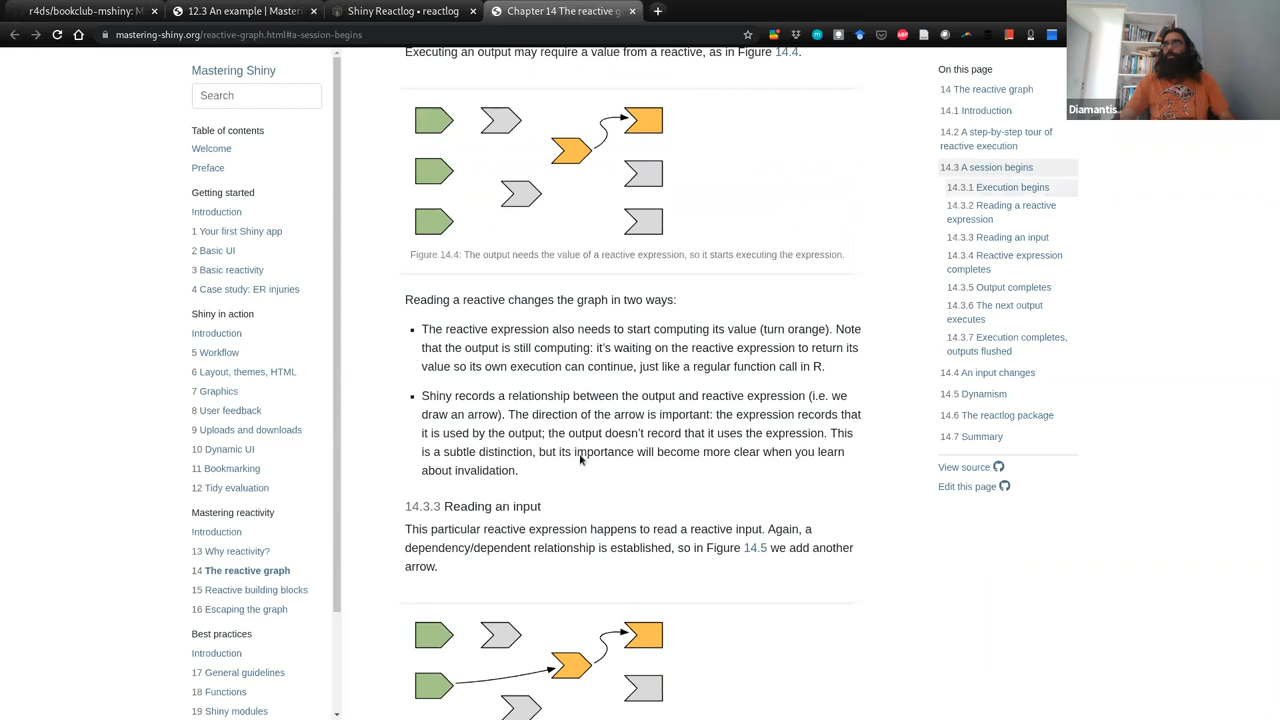 r4ds/bookclub-mshiny: M
12.3 An example | Masteri
Shiny Reactlog • reactlog
Chapter 14 The reactive g
mastering-shiny.org/reactive-graph.html#a-session-begins
Diamantis
Mastering Shiny
Search
Table of contents
Welcome
Preface
Getting started
Introduction
1 Your first Shiny app
2 Basic UI
3 Basic reactivity
4 Case study: ER injuries
Shiny in action
Introduction
5 Workflow
6 Layout, themes, HTML
7 Graphics
8 User feedback
9 Uploads and downloads
10 Dynamic UI
11 Bookmarking
12 Tidy evaluation
Mastering reactivity
Introduction
13 Why reactivity?
14 The reactive graph
15 Reactive building blocks
16 Escaping the graph
Best practices
Introduction
17 General guidelines
18 Functions
19 Shiny modules
Executing an output may require a value from a reactive, as in Figure 14.4.
Figure 14.4: The output needs the value of a reactive expression, so it starts executing the expression.
Reading a reactive changes the graph in two ways:
▪ The reactive expression also needs to start computing its value (turn orange). Note
that the output is still computing: it's waiting on the reactive expression to return its
value so its own execution can continue, just like a regular function call in R.
▪ Shiny records a relationship between the output and reactive expression (i.e. we
draw an arrow). The direction of the arrow is important: the expression records that
it is used by the output; the output doesn't record that it uses the expression. This
is a subtle distinction, but its importance will become more clear when you learn
about invalidation.
14.3.3 Reading an input
This particular reactive expression happens to read a reactive input. Again, a
dependency/dependent relationship is established, so in Figure 14.5 we add another
arrow.
On this page
14 The reactive graph
14.1 Introduction
14.2 A step-by-step tour of
reactive execution
14.3 A session begins
14.3.1 Execution begins
14.3.2 Reading a reactive
expression
14.3.3 Reading an input
14.3.4 Reactive expression
completes
14.3.5 Output completes
14.3.6 The next output
executes
14.3.7 Execution completes,
outputs flushed
14.4 An input changes
14.5 Dynamism
14.6 The reactlog package
14.7 Summary
View source
Edit this page